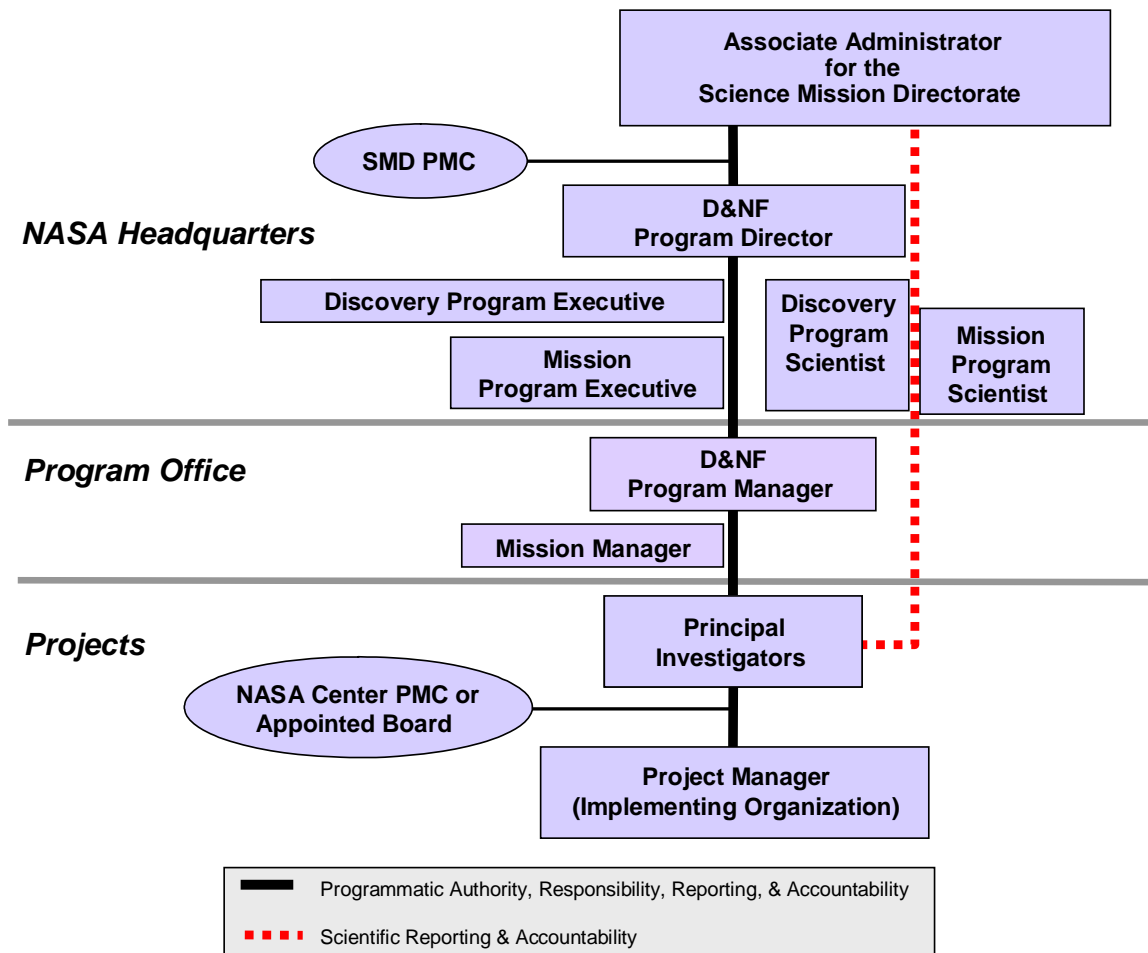 Associate Administrator
for the
Science Mission Directorate
SMD PMC
D&NF
Program Director
NASA Headquarters
Discovery Program Executive
Discovery
Program
Scientist
Mission
Program
Scientist
Mission
Program Executive
Program Office
D&NF
Program Manager
Mission Manager
Projects
Principal
Investigators
NASA Center PMC or
Appointed Board
Project Manager
(Implementing Organization)
Programmatic Authority, Responsibility, Reporting, & Accountability
Scientific Reporting & Accountability